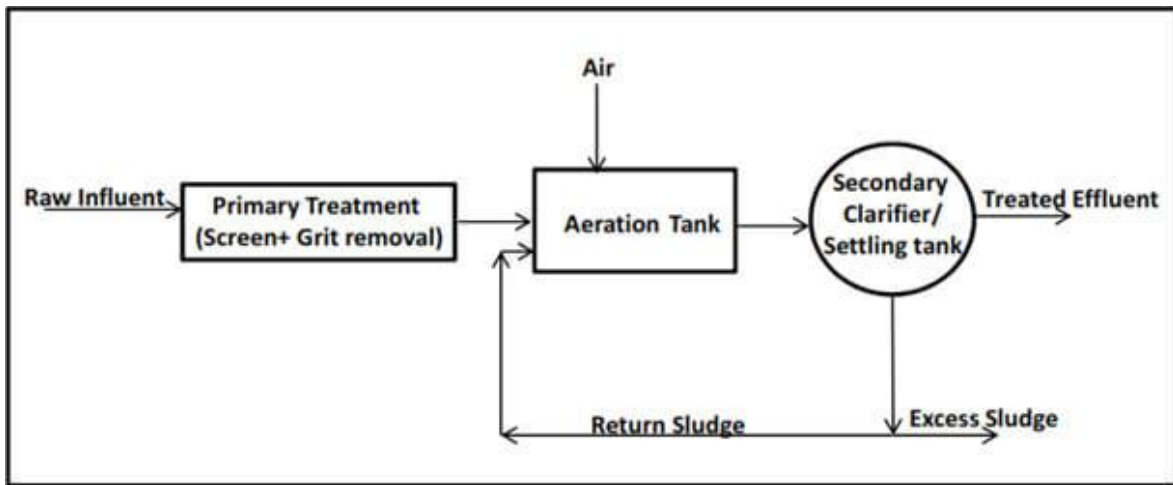 Air
Raw Influent
Primary Treatment
(Screen+ Grit removal)
Aeration Tank
Secondary
Clarifier/
Settling tank
Treated Effluent
Return Sludge
Excess Sludge